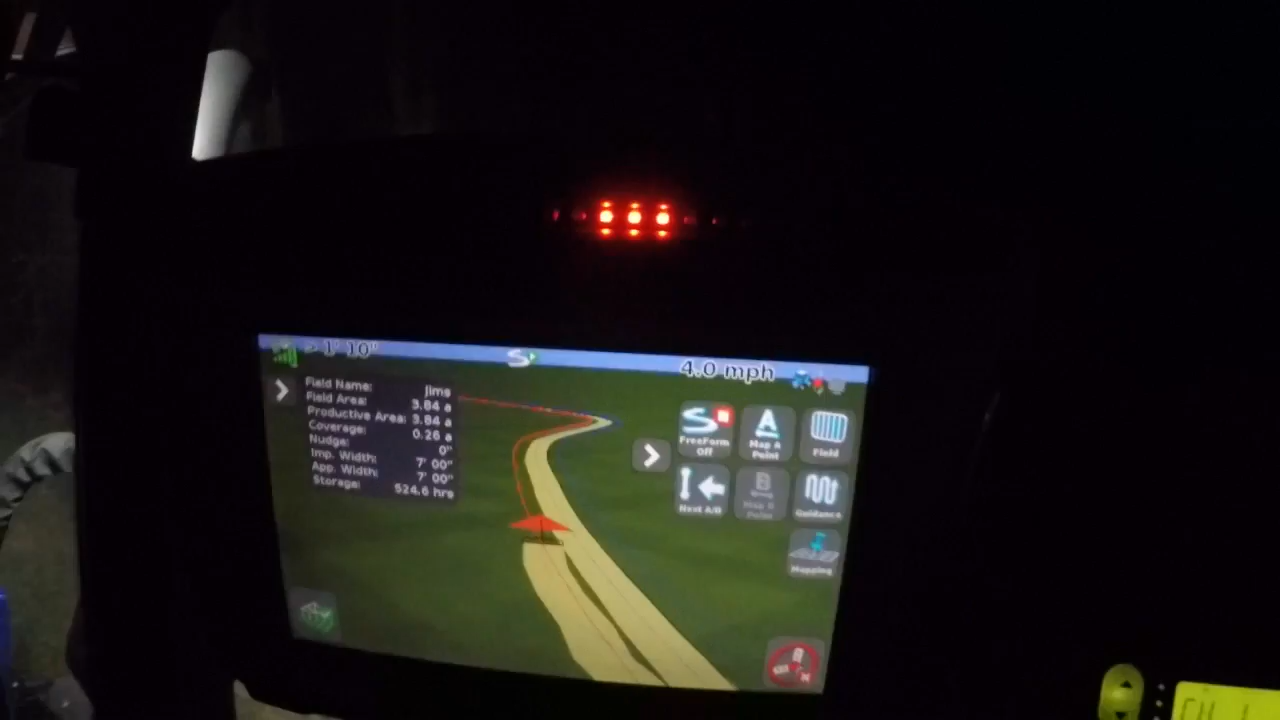 > 1' 10"
4.0 mph
Field Name: Jims
Field Area: 3.84 a
Productive Area: 3.84 a
Coverage: 0.26 a
Nudge: 0"
Imp. Width: 7' 00"
App. Width: 7' 00"
Storage: 524.6 hrs
FreeForm Off
A
Map A Point
Field
Next A/B
B
Map B Point
Guidance
Mapping